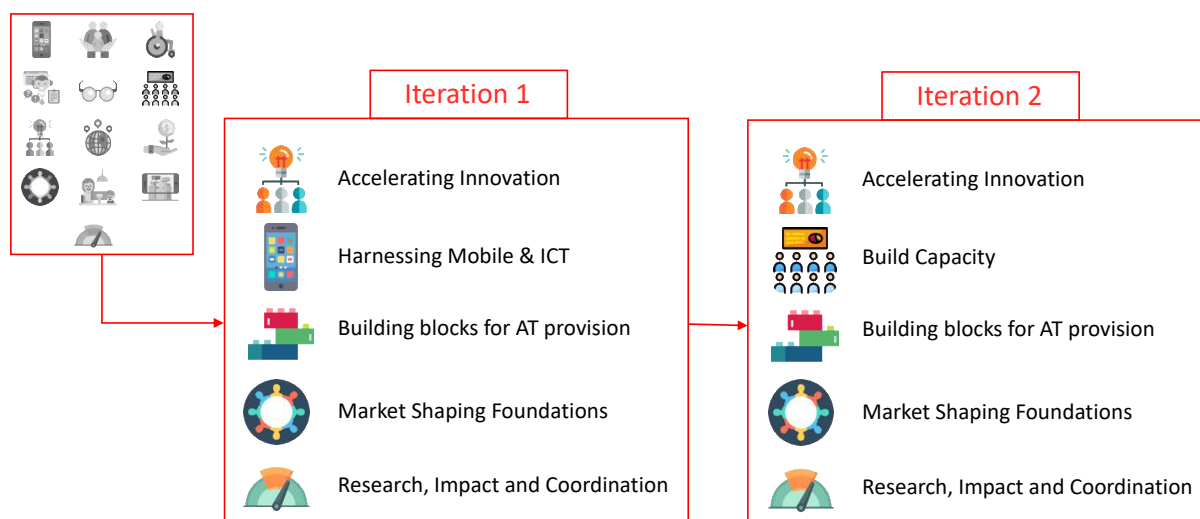 Iteration 1
Accelerating Innovation
Harnessing Mobile & ICT
Building blocks for AT provision
Market Shaping Foundations
Research, Impact and Coordination
Iteration 2
Accelerating Innovation
Build Capacity
Building blocks for AT provision
Market Shaping Foundations
Research, Impact and Coordination